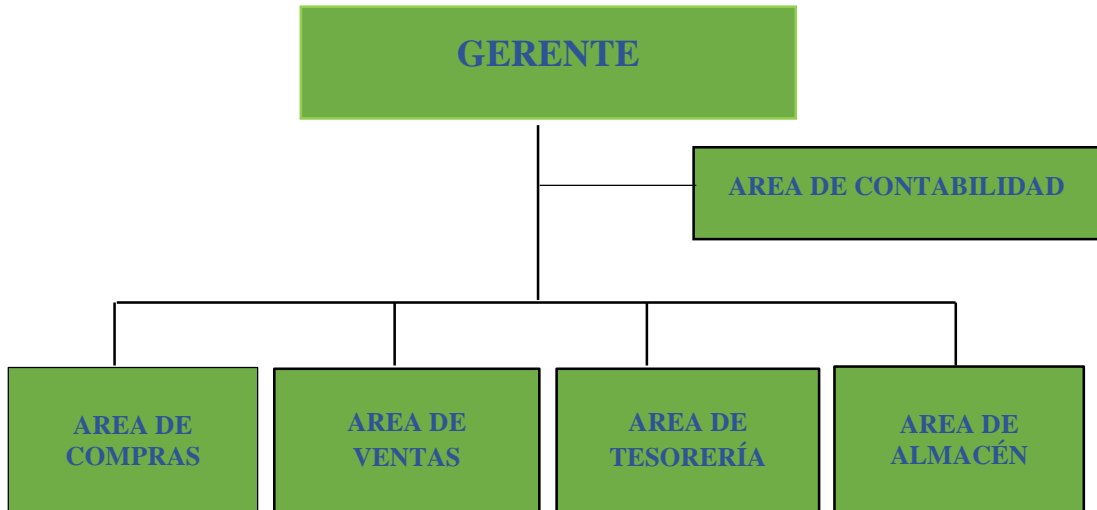 GERENTE
AREA DE CONTABILIDAD
AREA DE
COMPRAS
AREA DE
VENTAS
AREA DE
TESORERÍA
AREA DE
ALMACÉN